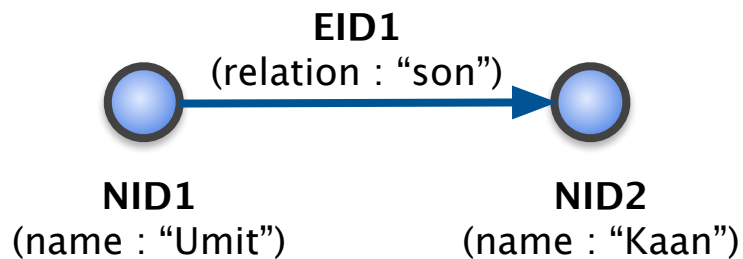 EID1
(relation : “son”)
NID1
(name : “Umit”)
NID2
(name : “Kaan”)